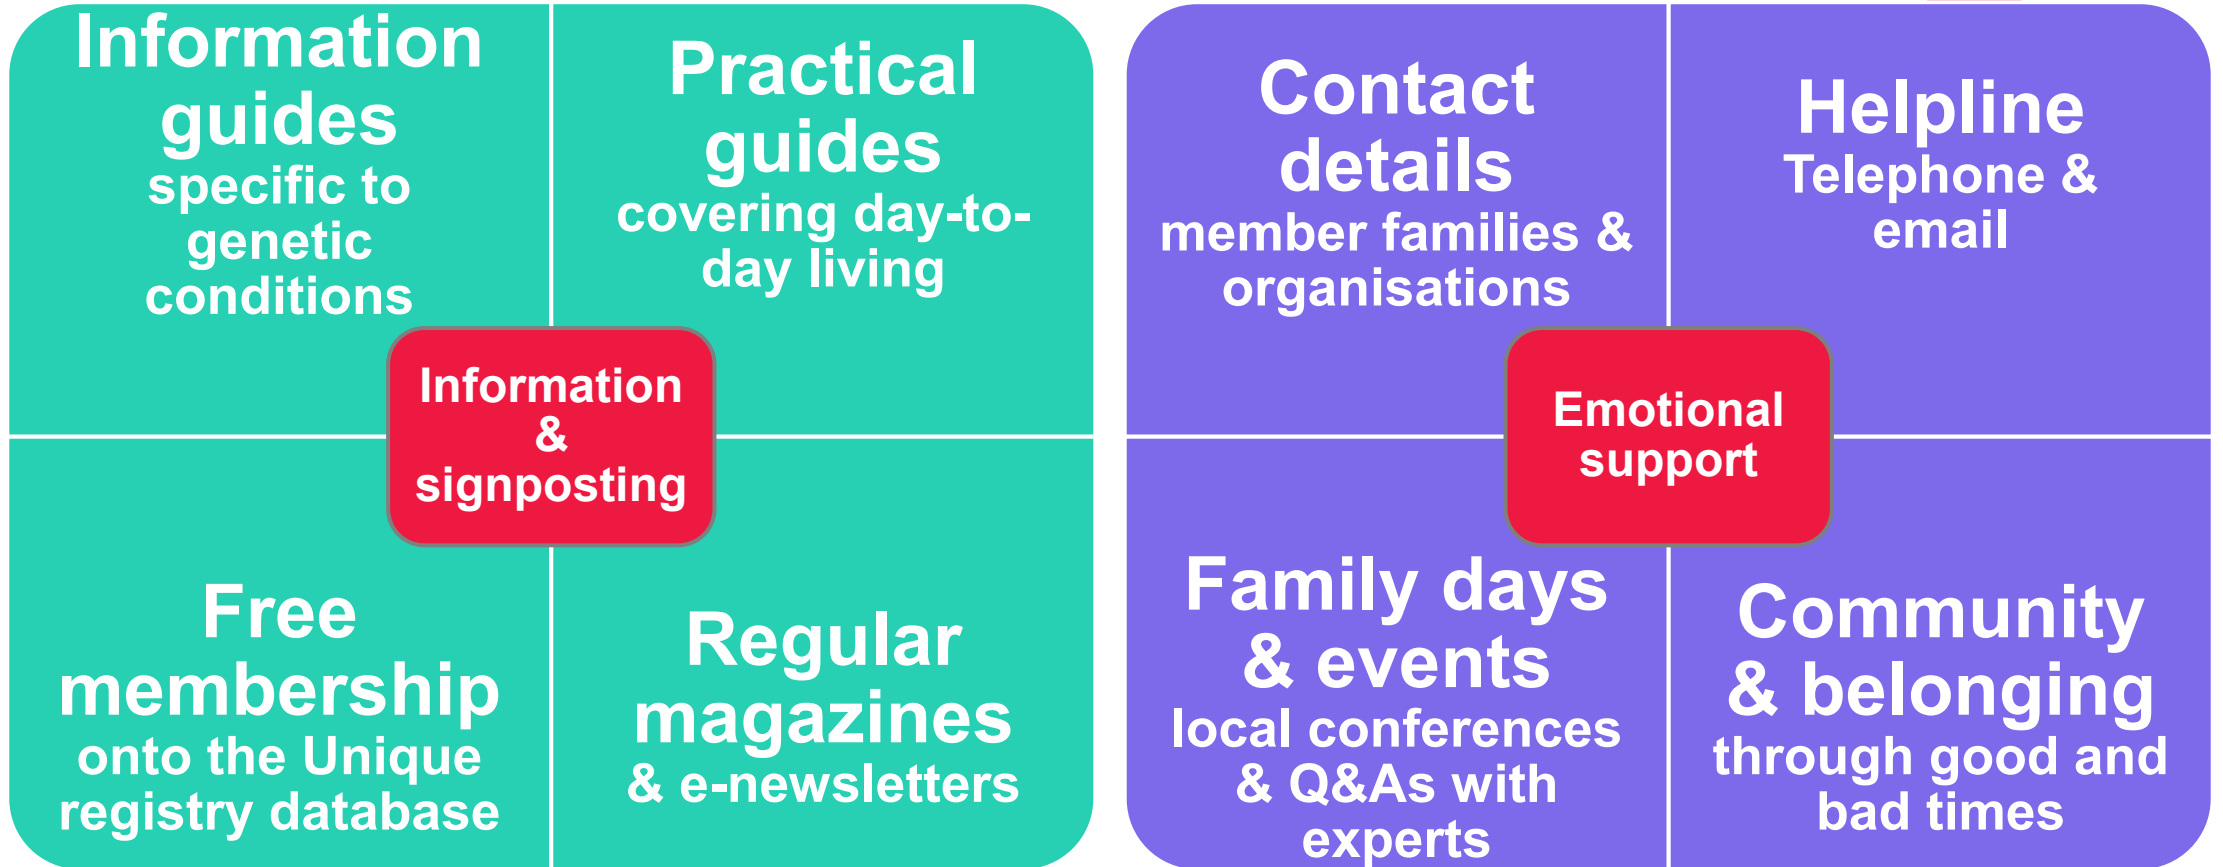 Information
guides
specific to
genetic
conditions
Practical
guides
covering day-to-
day living
Information
&
signposting
Free
membership
onto the Unique
registry database
Regular
magazines
& e-newsletters
Contact
details
member families &
organisations
Helpline
Telephone &
email
Emotional
support
Family days
& events
local conferences
& Q&As with
experts
Community
& belonging
through good and
bad times